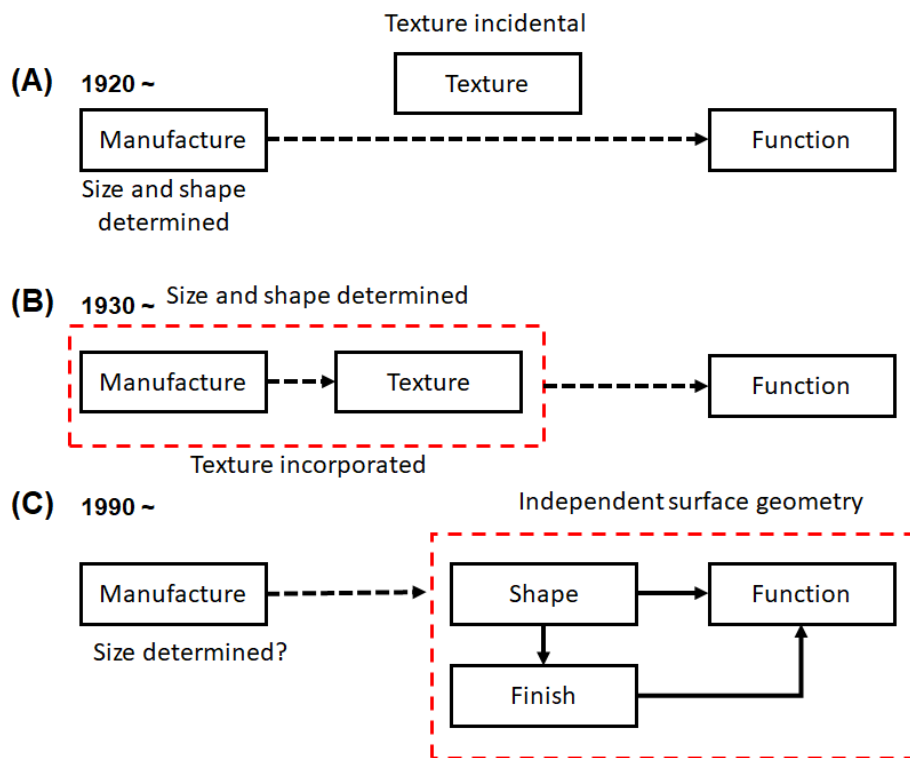 Texture incidental
(A) 1920 ~
Texture
Manufacture
Function
Size and shape
determined
(B) 1930 ~
Size and shape determined
Manufacture
Texture
Function
Texture incorporated
(C) 1990 ~
Independent surface geometry
Manufacture
Shape
Function
Size determined?
Finish